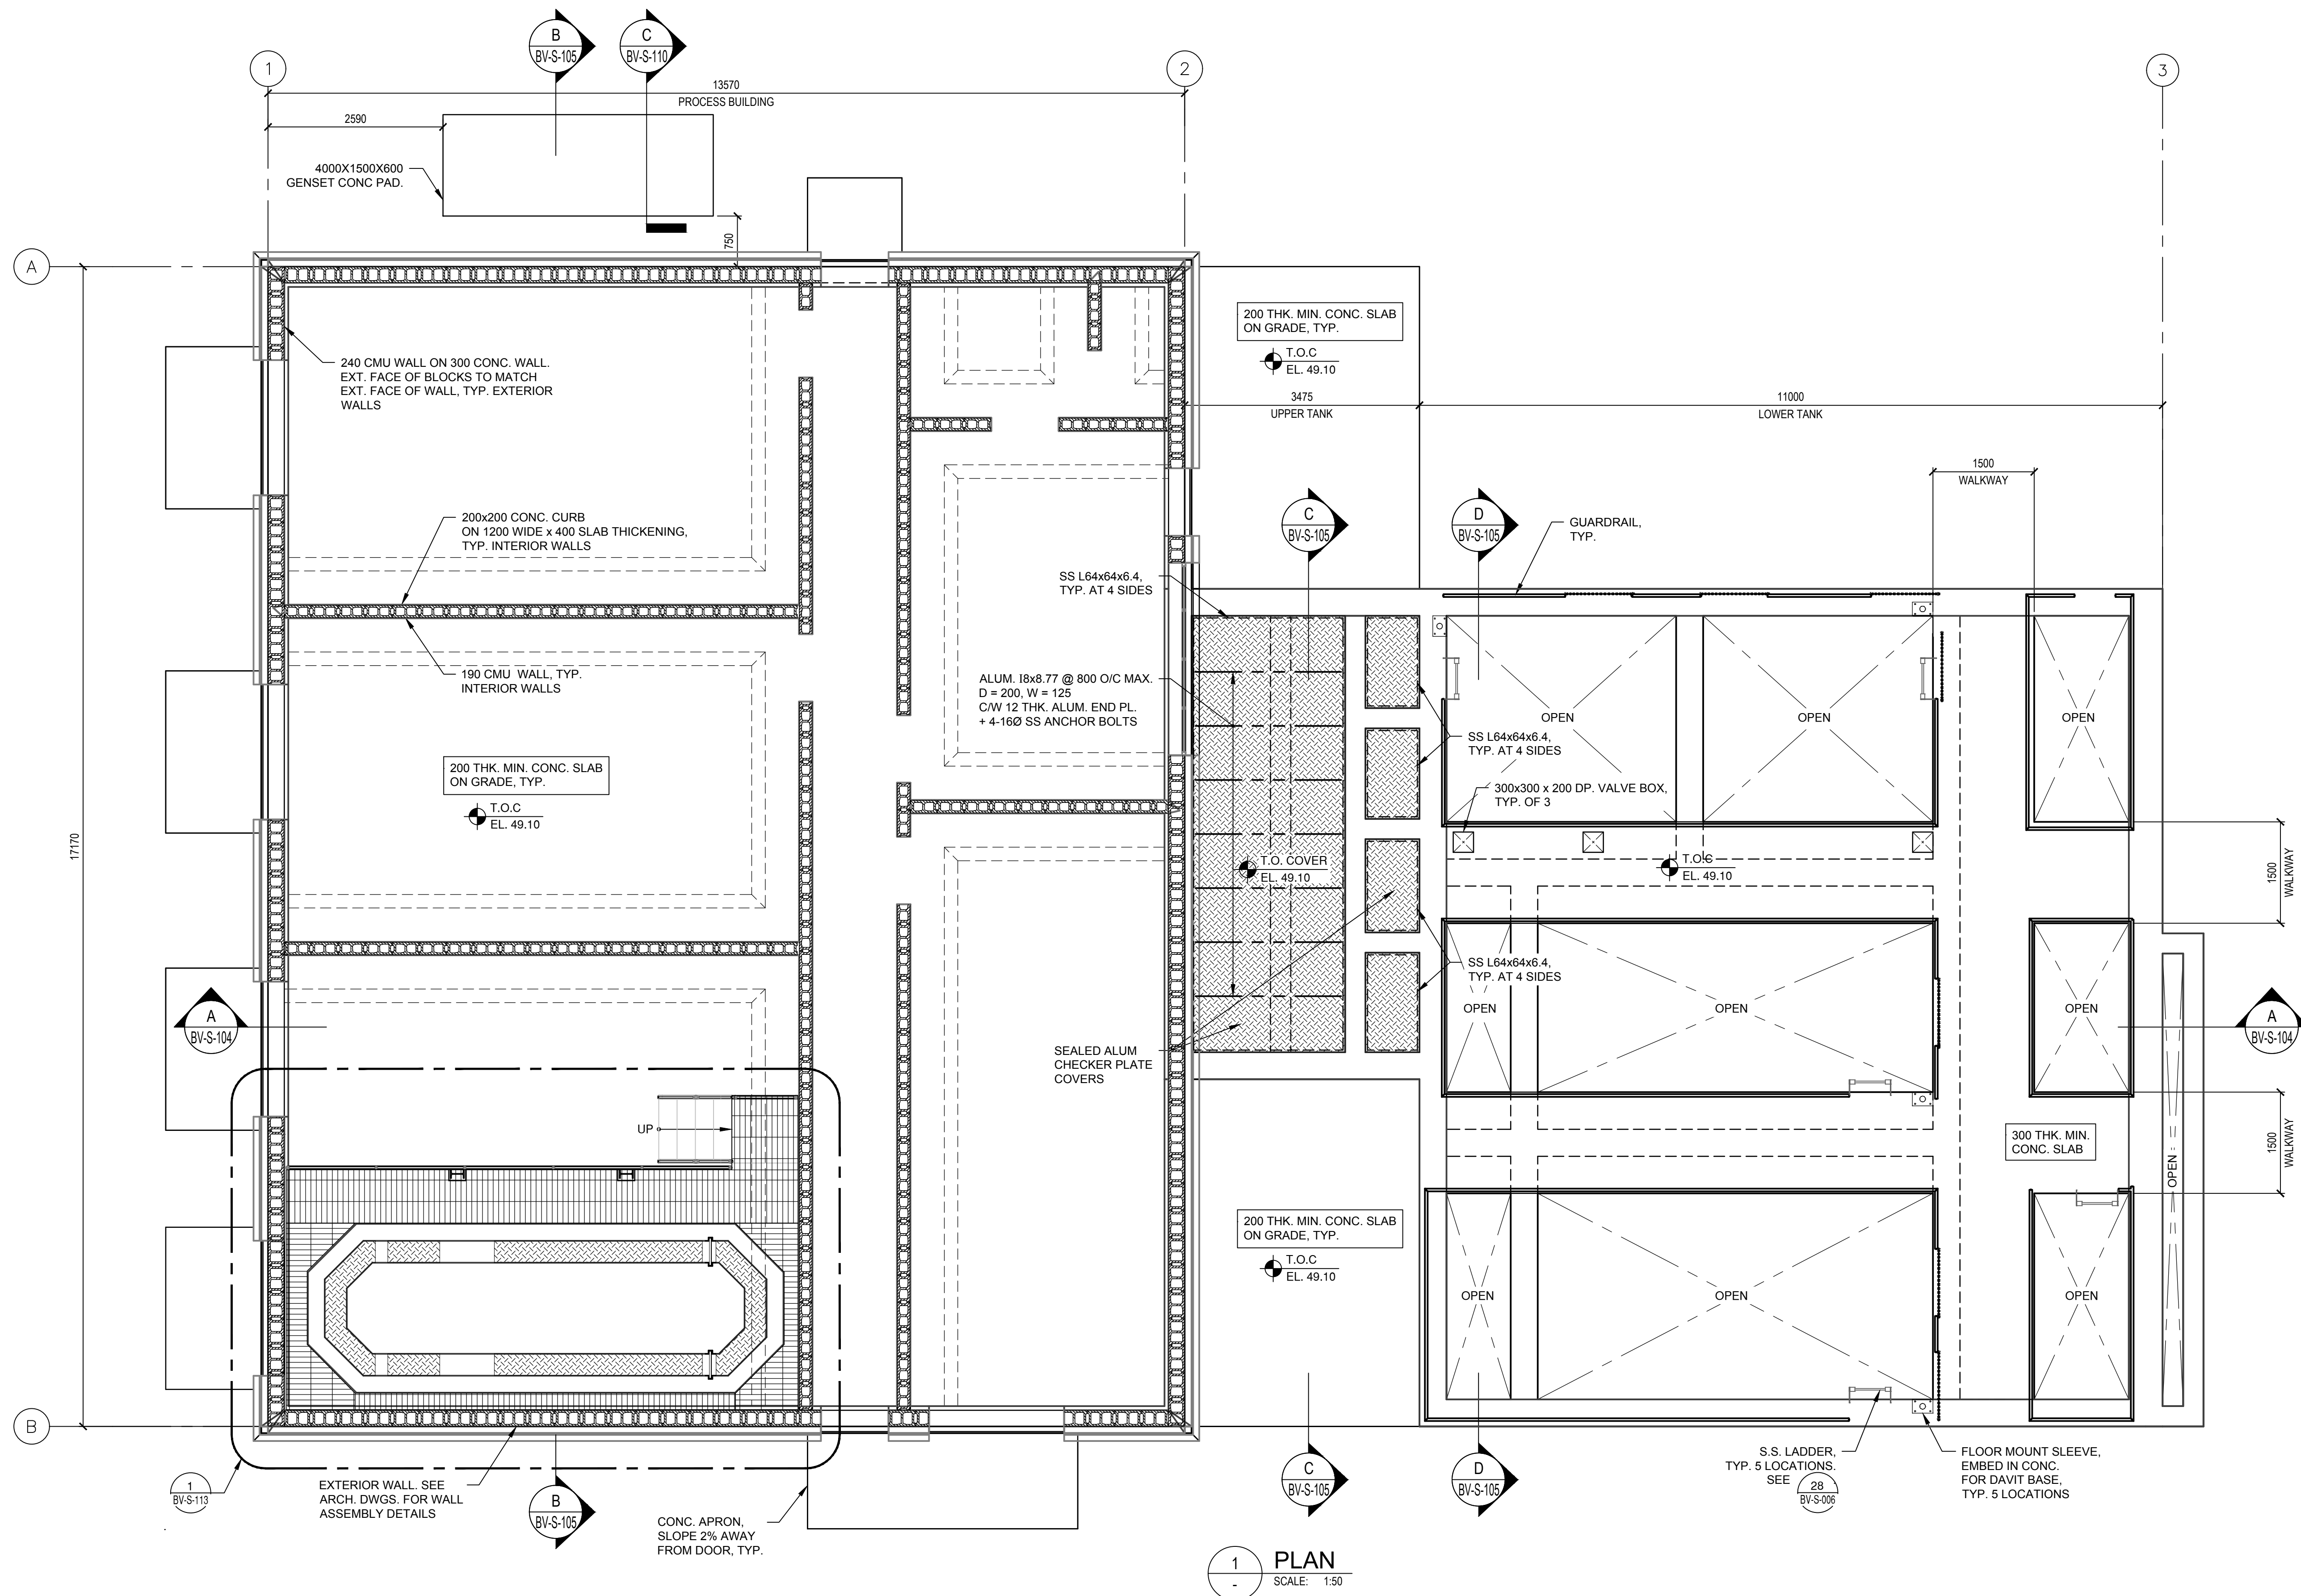 B
BV-S-105
C
BV-S-110
1
2
3
13570
PROCESS BUILDING
2590
4000X1500X600
GENSET CONC PAD.
750
A
200 THK. MIN. CONC. SLAB
ON GRADE, TYP.
T.O.C
EL. 49.10
240 CMU WALL ON 300 CONC. WALL.
EXT. FACE OF BLOCKS TO MATCH
EXT. FACE OF WALL, TYP. EXTERIOR
WALLS
3475
UPPER TANK
11000
LOWER TANK
1500
WALKWAY
200x200 CONC. CURB
ON 1200 WIDE x 400 SLAB THICKENING,
TYP. INTERIOR WALLS
C
BV-S-105
D
BV-S-105
GUARDRAIL,
TYP.
SS L64x64x6.4,
TYP. AT 4 SIDES
190 CMU WALL, TYP.
INTERIOR WALLS
ALUM. I8x8.77 @ 800 O/C MAX.
D = 200, W = 125
C/W 12 THK. ALUM. END PL.
+ 4-16Ø SS ANCHOR BOLTS
OPEN
OPEN
OPEN
SS L64x64x6.4,
TYP. AT 4 SIDES
300x300 x 200 DP. VALVE BOX,
TYP. OF 3
200 THK. MIN. CONC. SLAB
ON GRADE, TYP.
T.O.C
EL. 49.10
17170
T.O. COVER
EL. 49.10
T.O.C
EL. 49.10
1500
WALKWAY
SS L64x64x6.4,
TYP. AT 4 SIDES
OPEN
OPEN
OPEN
A
BV-S-104
A
BV-S-104
SEALED ALUM
CHECKER PLATE
COVERS
UP
300 THK. MIN.
CONC. SLAB
1500
WALKWAY
OPEN
200 THK. MIN. CONC. SLAB
ON GRADE, TYP.
T.O.C
EL. 49.10
OPEN
OPEN
OPEN
B
1
BV-S-113
EXTERIOR WALL. SEE
ARCH. DWGS. FOR WALL
ASSEMBLY DETAILS
B
BV-S-105
CONC. APRON,
SLOPE 2% AWAY
FROM DOOR, TYP.
C
BV-S-105
D
BV-S-105
S.S. LADDER,
TYP. 5 LOCATIONS.
SEE
28
BV-S-006
FLOOR MOUNT SLEEVE,
EMBED IN CONC.
FOR DAVIT BASE,
TYP. 5 LOCATIONS
1
-
PLAN
SCALE: 1:50